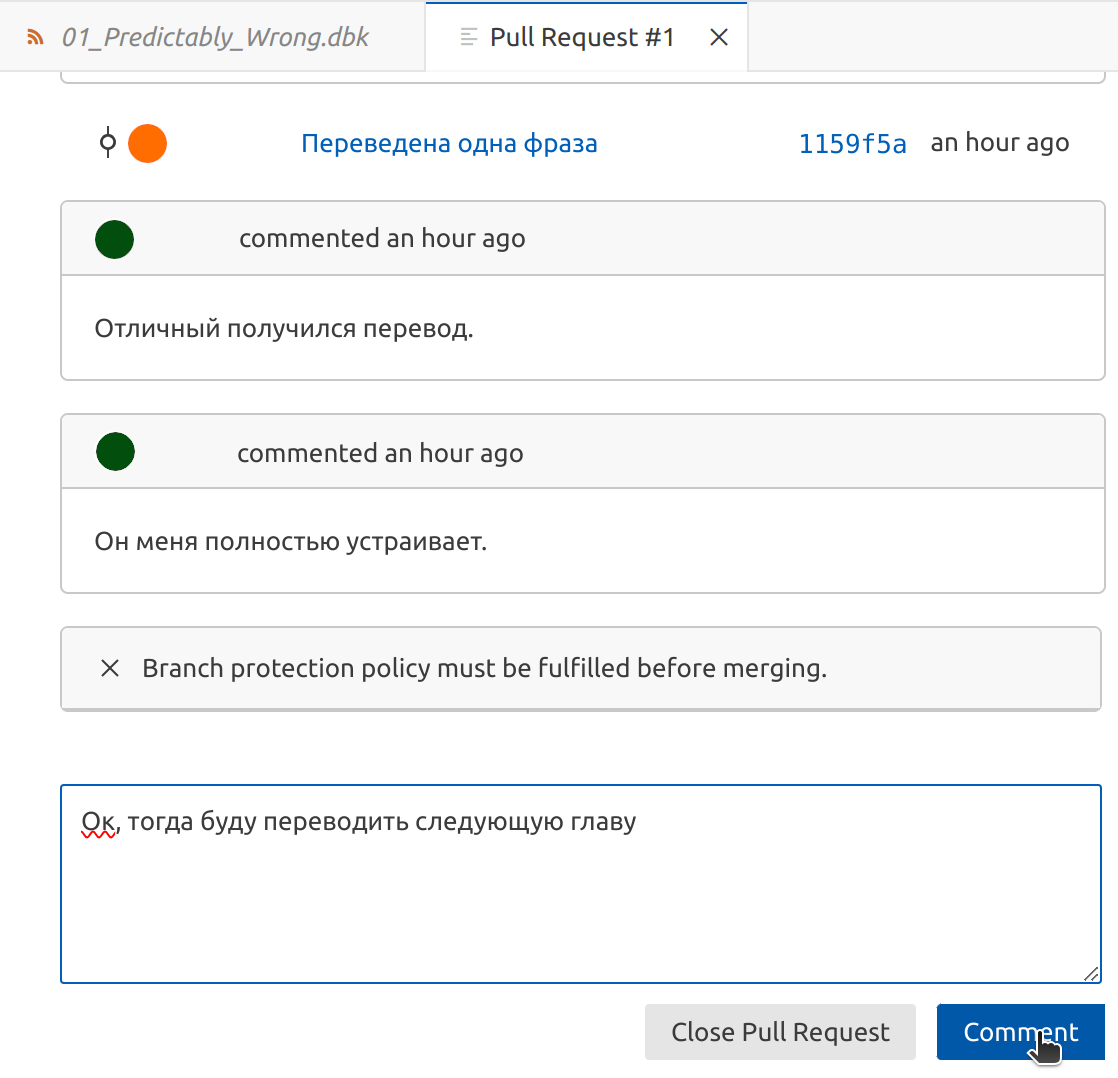 01_Predictably_Wrong.dbk
Pull Request #1
Переведена одна фраза 1159f5a an hour ago
commented an hour ago
Отличный получился перевод.
commented an hour ago
Он меня полностью устраивает.
Branch protection policy must be fulfilled before merging.
Ок, тогда буду переводить следующую главу
Close Pull Request
Comment